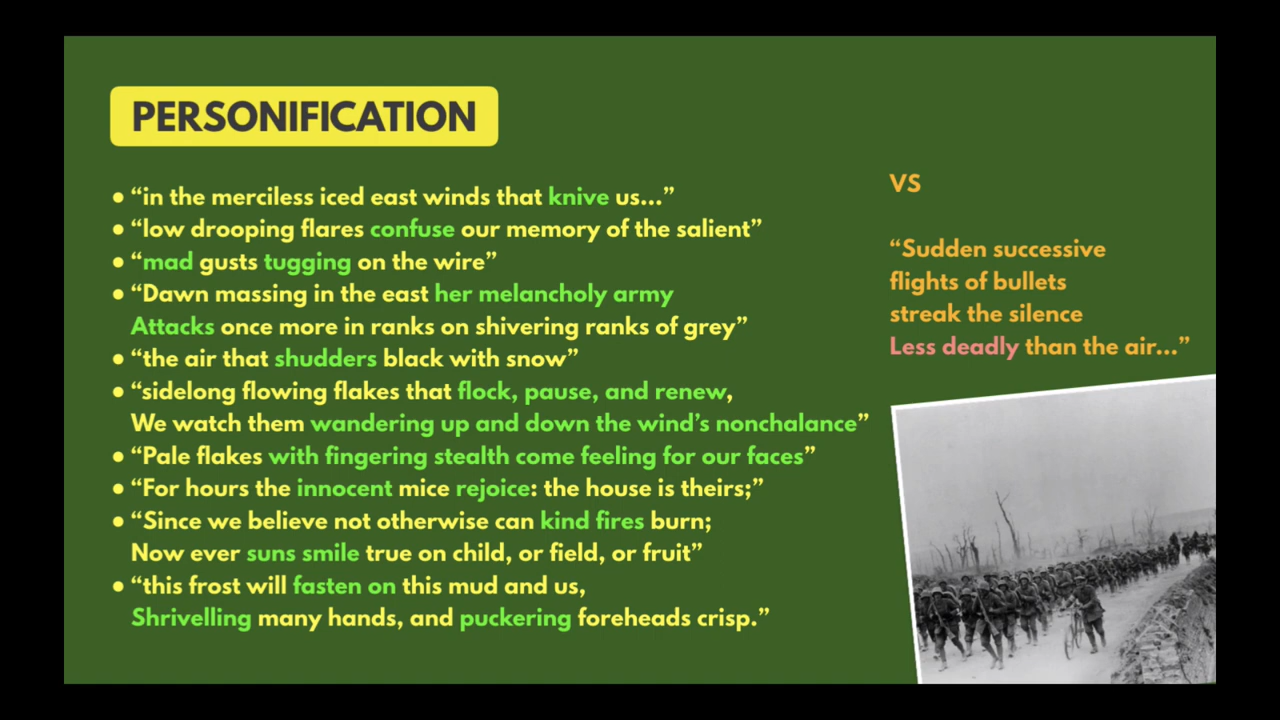 PERSONIFICATION
• “in the merciless iced east winds that knive us...”
• “low drooping flares confuse our memory of the salient”
• “mad gusts tugging on the wire”
• “Dawn massing in the east her melancholy army
Attacks once more in ranks on shivering ranks of grey”
• “the air that shudders black with snow”
• “sidelong flowing flakes that flock, pause, and renew,
We watch them wandering up and down the wind’s nonchalance”
• “Pale flakes with fingering stealth come feeling for our faces”
• “For hours the innocent mice rejoice: the house is theirs;”
• “Since we believe not otherwise can kind fires burn;
Now ever suns smile true on child, or field, or fruit”
• “this frost will fasten on this mud and us,
Shrivelling many hands, and puckering foreheads crisp.”
VS
“Sudden successive
flights of bullets
streak the silence
Less deadly than the air...”